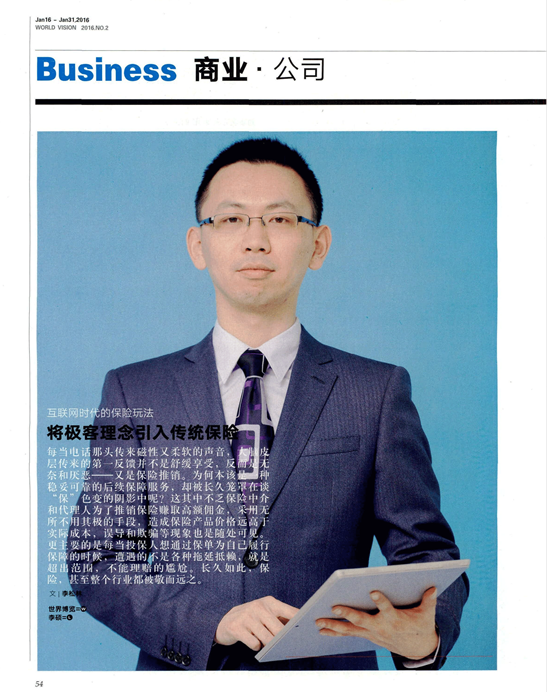 Jan16 - Jan31,2016
WORLD VISION 2016.NO.2
Business 商业·公司
互联网时代的保险玩法
将极客理念引入传统保险
每当电话那头传来磁性又柔软的声音,大脑皮
层传来的第一反馈并不是舒缓享受,反而是无
奈和厌恶——又是保险推销。为何本该是一种
稳妥可靠的后续保障服务,却被长久笼罩在谈
“保”色变的阴影中呢?这其中不乏保险中介
和代理人为了推销保险赚取高额佣金,采用无
所不用其极的手段,造成保险产品价格远高于
实际成本,误导和欺骗等现象也是随处可见。
更主要的是每当投保人想通过保单为自己履行
保障的时候,遭遇的不是各种拖延抵赖,就是
超出范围、不能理赔的尴尬。长久如此,保
险,甚至整个行业都被敬而远之。
文|李松
世界博览=W
李硕=L
54